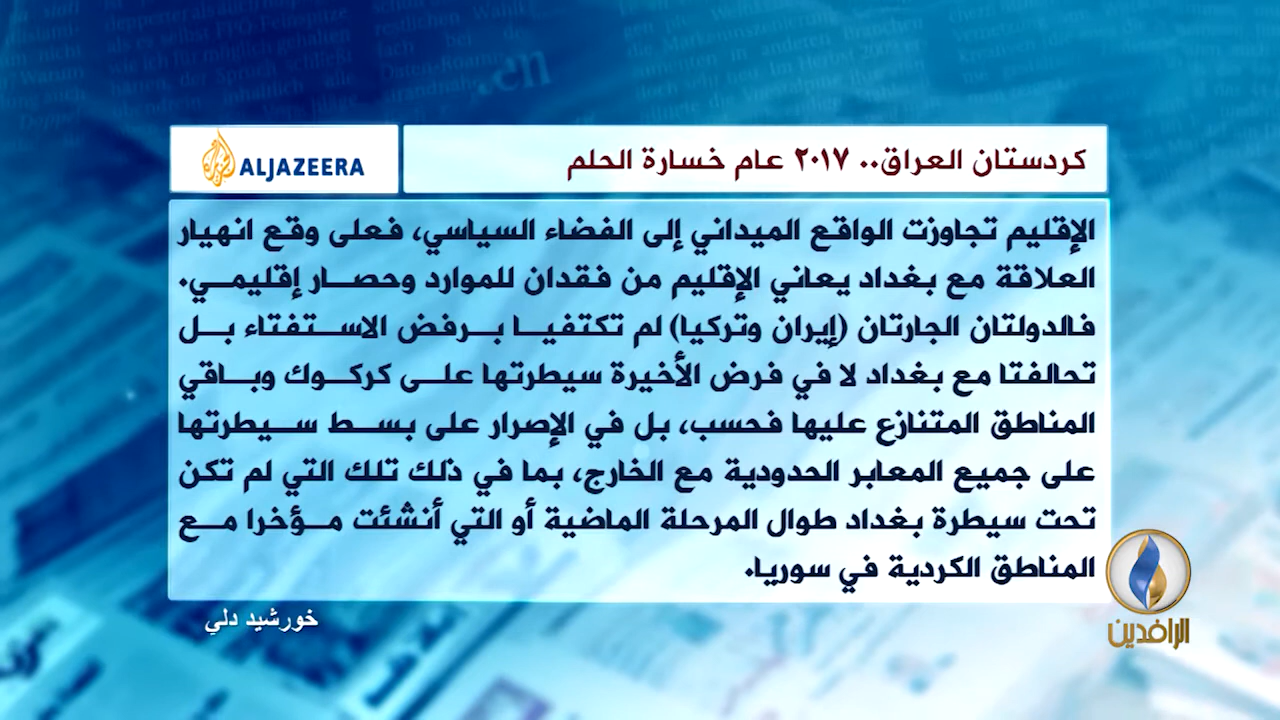 كردستان العراق.. ٢٠١٧ عام خسارة الحلم
ALJAZEERA
الإقليم تجاوزت الواقع الميداني إلى الفضاء السياسي، فعلى وقع انهيار
العلاقة مع بغداد يعاني الإقليم من فقدان للموارد وحصار إقليمي.
فالدولتان الجارتان (إيران وتركيا) لم تكتفيا برفض الاستفتاء بل
تحالفتا مع بغداد لا في فرض الأخيرة سيطرتها على كركوك وباقي
المناطق المتنازع عليها فحسب، بل في الإصرار على بسط سيطرتها
على جميع المعابر الحدودية مع الخارج، بما في ذلك تلك التي لم تكن
تحت سيطرة بغداد طوال المرحلة الماضية أو التي أنشئت مؤخرا مع
المناطق الكردية في سوريا.
خورشيد دلي
الرافدين